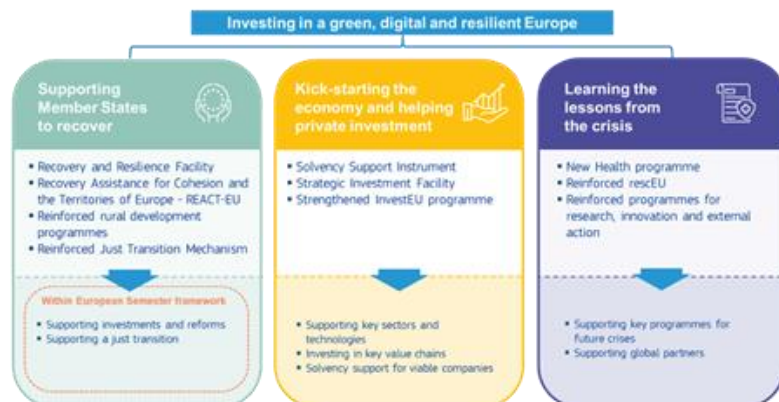 Investing in a green, digital and resilient Europe
Supporting
Member States
to recover
▪ Recovery and Resilience Facility
▪ Recovery Assistance for Cohesion and
the Territories of Europe - REACT-EU
▪ Reinforced rural development
programmes
▪ Reinforced Just Transition Mechanism
Within European Semester framework
▪ Supporting investments and reforms
▪ Supporting a just transition
Kick-starting the
economy and helping
private investment
▪ Solvency Support Instrument
▪ Strategic Investment Facility
▪ Strengthened InvestEU programme
▪ Supporting key sectors and
technologies
▪ Investing in key value chains
▪ Solvency support for viable companies
Learning the
lessons from
the crisis
▪ New Health programme
▪ Reinforced rescEU
▪ Reinforced programmes for
research, innovation and external
action
▪ Supporting key programmes for
future crises
▪ Supporting global partners